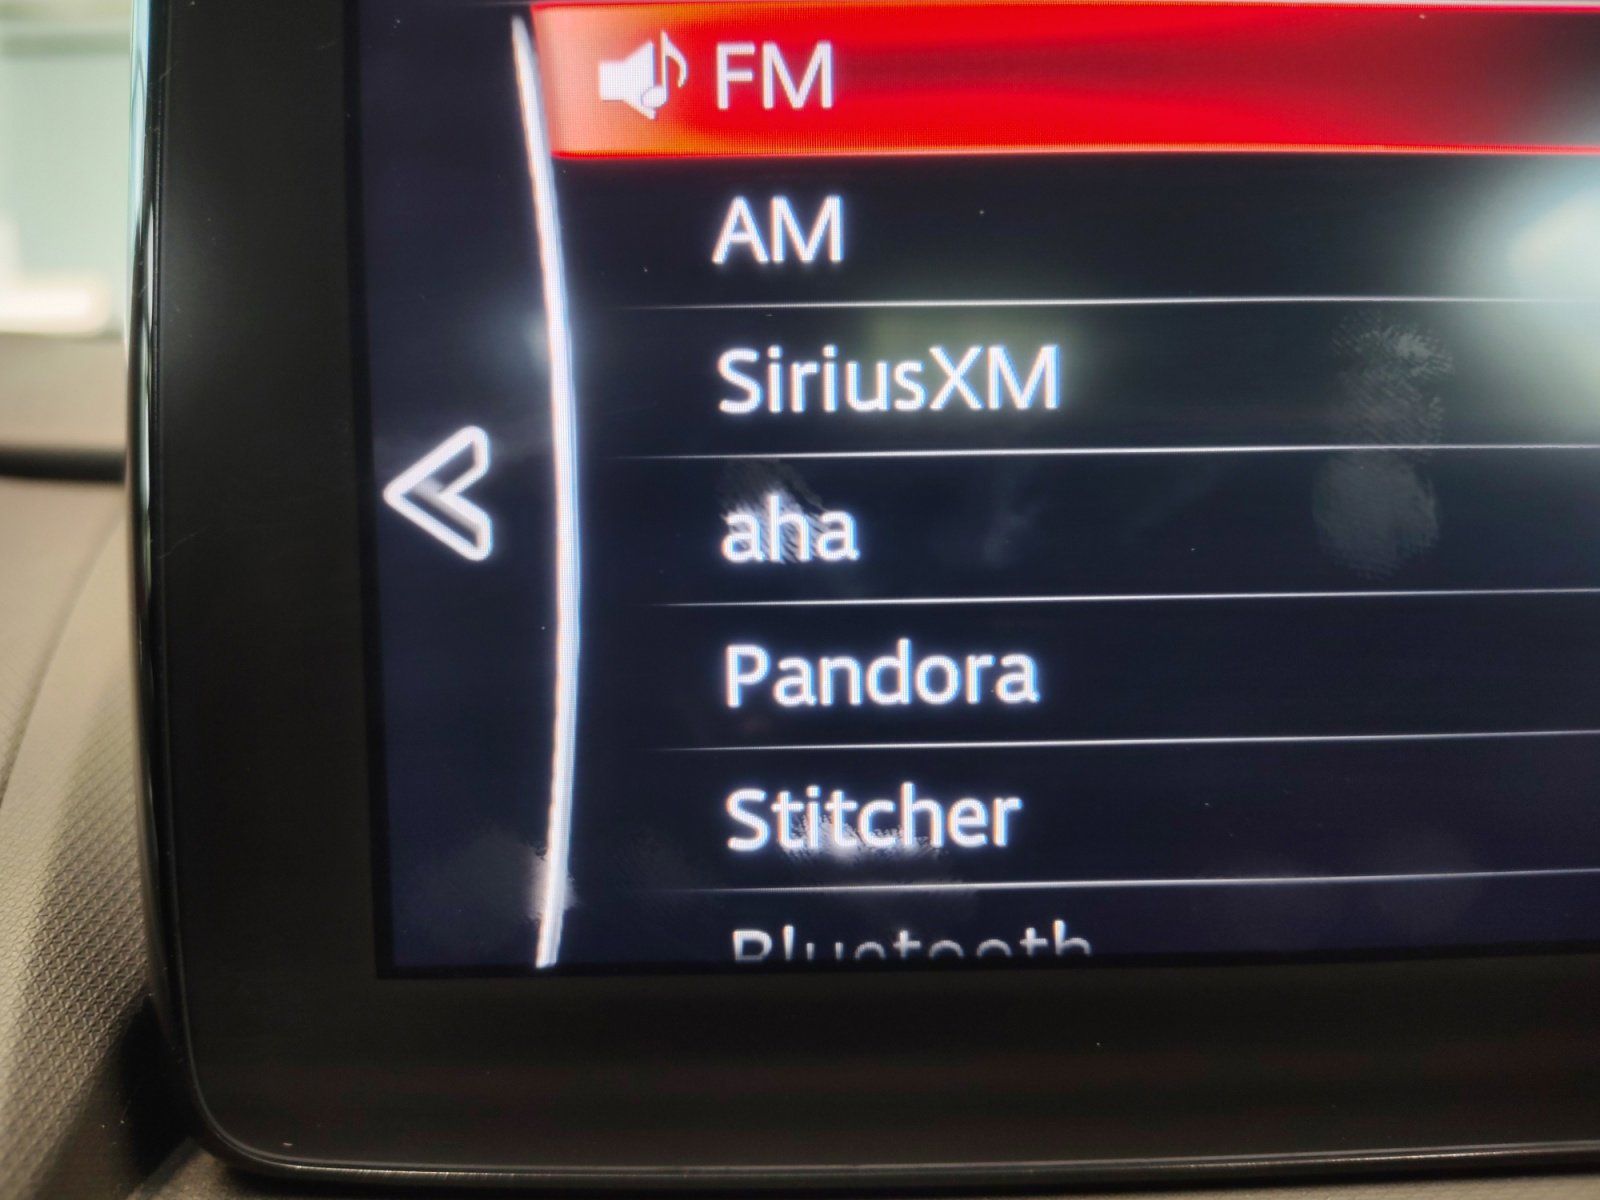 FM
AM
SiriusXM
aha
Pandora
Stitcher
Bluetooth